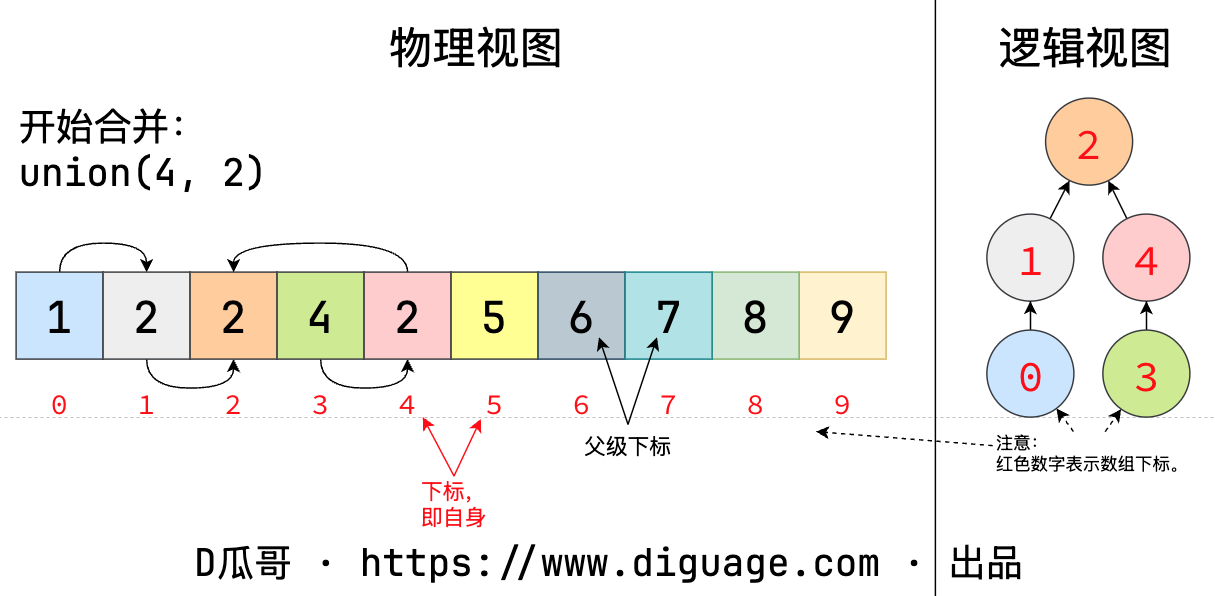 物理视图
逻辑视图
开始合并：
union(4, 2)
2
1 4
0 3
1 2 2 4 2 5 6 7 8 9
0 1 2 3 4 5 6 7 8 9
父级下标
注意：
红色数字表示数组下标。
下标，
即自身
D瓜哥 · https://www.diguage.com · 出品